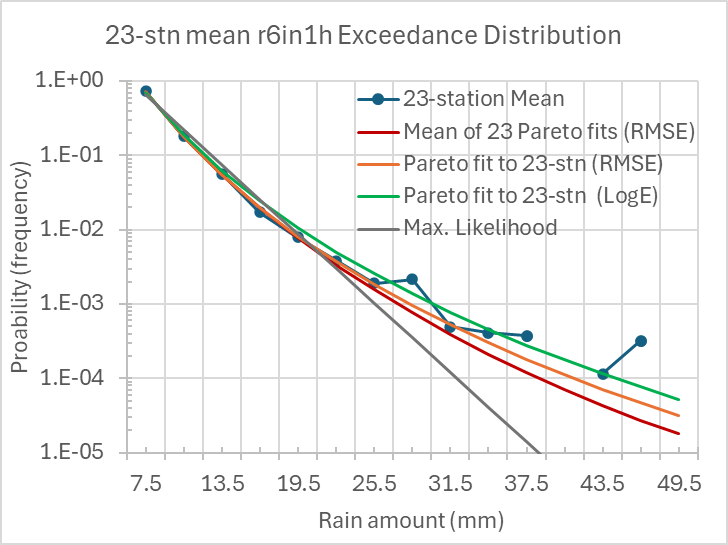 23-stn mean r6in1h Exceedance Distribution
Proability (frequency)
1.E+00
1.E-01
1.E-02
1.E-03
1.E-04
1.E-05
23-station Mean
Mean of 23 Pareto fits (RMSE)
Pareto fit to 23-stn (RMSE)
Pareto fit to 23-stn (LogE)
Max. Likelihood
7.5 13.5 19.5 25.5 31.5 37.5 43.5 49.5
Rain amount (mm)